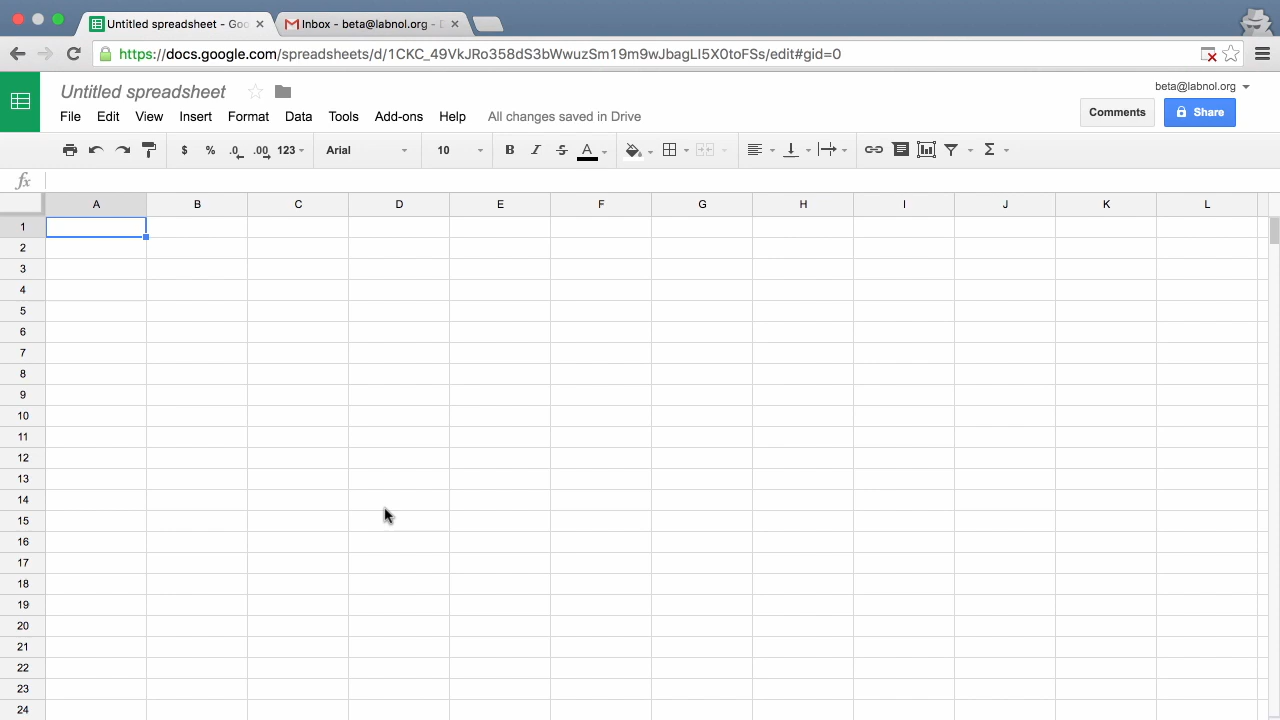 Untitled spreadsheet - Goo
Inbox - beta@labnol.org -
https://docs.google.com/spreadsheets/d/1CKC_49VkJRo358dS3bWwuzSm19m9wJbagLI5X0toFSs/edit#gid=0
Untitled spreadsheet
beta@labnol.org
File Edit View Insert Format Data Tools Add-ons Help All changes saved in Drive
Comments Share
$ % .0 .00 123 Arial 10 B I S A Σ
fx
A B C D E F G H I J K L
1
2
3
4
5
6
7
8
9
10
11
12
13
14
15
16
17
18
19
20
21
22
23
24